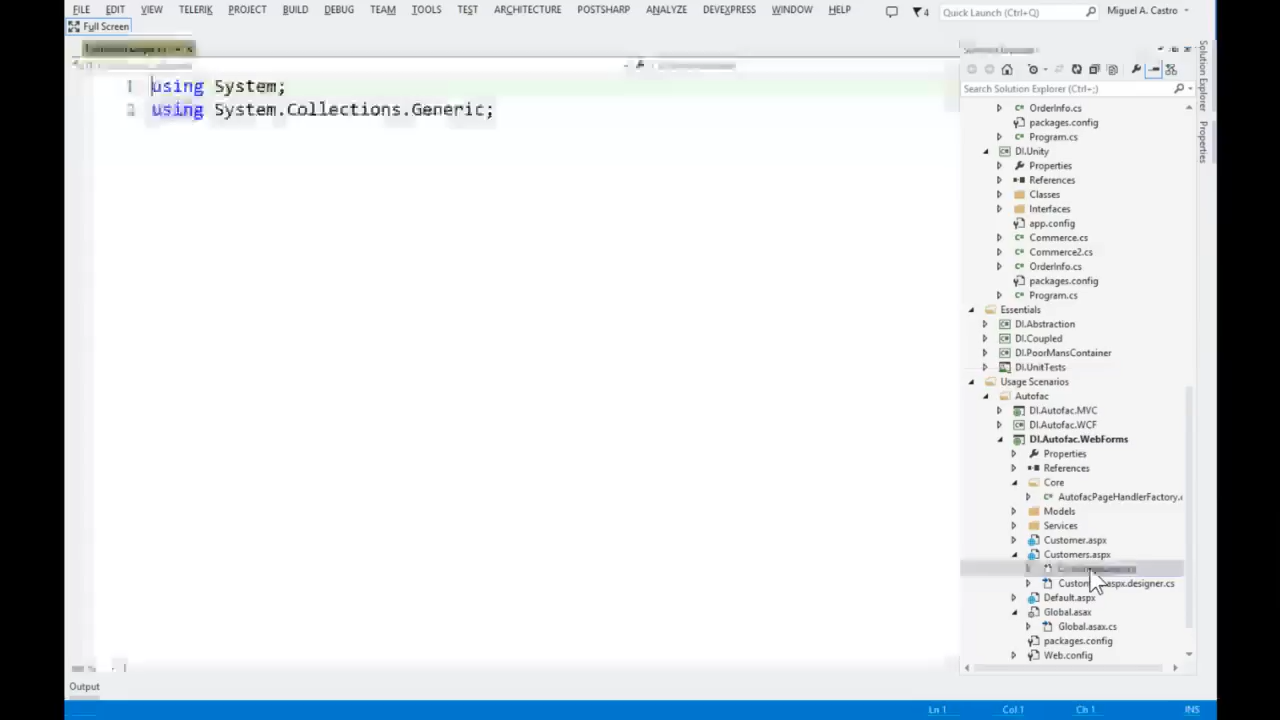 FILE EDIT VIEW TELERIK PROJECT BUILD DEBUG TEAM TOOLS TEST ARCHITECTURE POSTSHARP ANALYZE DEVEXPRESS WINDOW HELP 4 Quick Launch (Ctrl+Q) Miguel A. Castro
Full Screen
1 using System;
2 using System.Collections.Generic;
Search Solution Explorer (Ctrl+;)
OrderInfo.cs
packages.config
Program.cs
DI.Unity
Properties
References
Classes
Interfaces
app.config
Commerce.cs
Commerce2.cs
OrderInfo.cs
packages.config
Program.cs
Essentials
DI.Abstraction
DI.Coupled
DI.PoorMansContainer
DI.UnitTests
Usage Scenarios
Autofac
DI.Autofac.MVC
DI.Autofac.WCF
DI.Autofac.WebForms
Properties
References
Core
AutofacPageHandlerFactory.c
Models
Services
Customer.aspx
Customers.aspx
aspx.designer.cs
Default.aspx
Global.asax
Global.asax.cs
packages.config
Web.config
Solution Explorer
Properties
Output
Ln 1 Col 1 Ch 1 INS